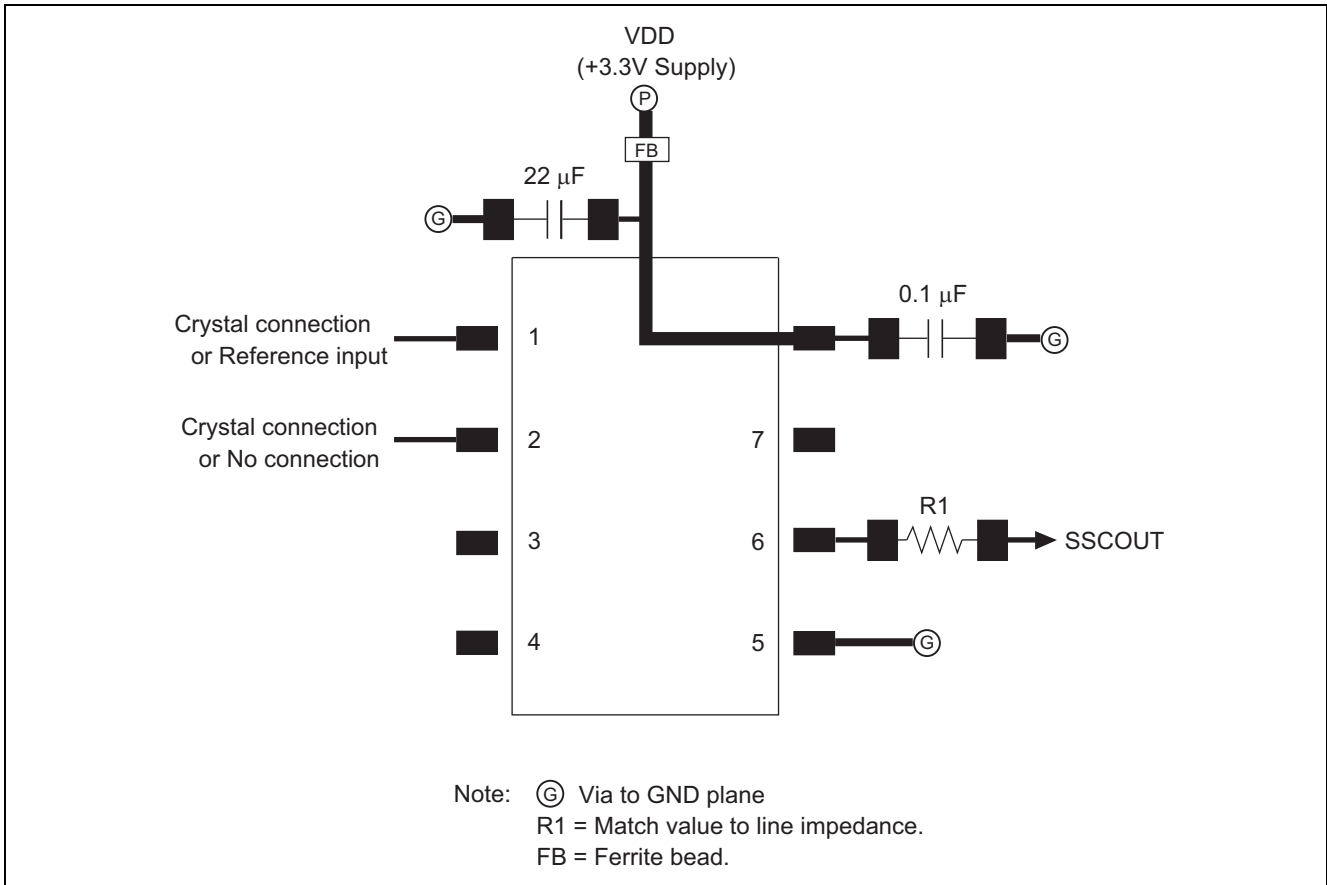 VDD
(+3.3V Supply)
P
FB
22 μF
G
0.1 μF
G
Crystal connection
or Reference input
1
Crystal connection
or No connection
2
7
R1
3
6
SSCOUT
4
5
G
Note: G Via to GND plane
R1 = Match value to line impedance.
FB = Ferrite bead.